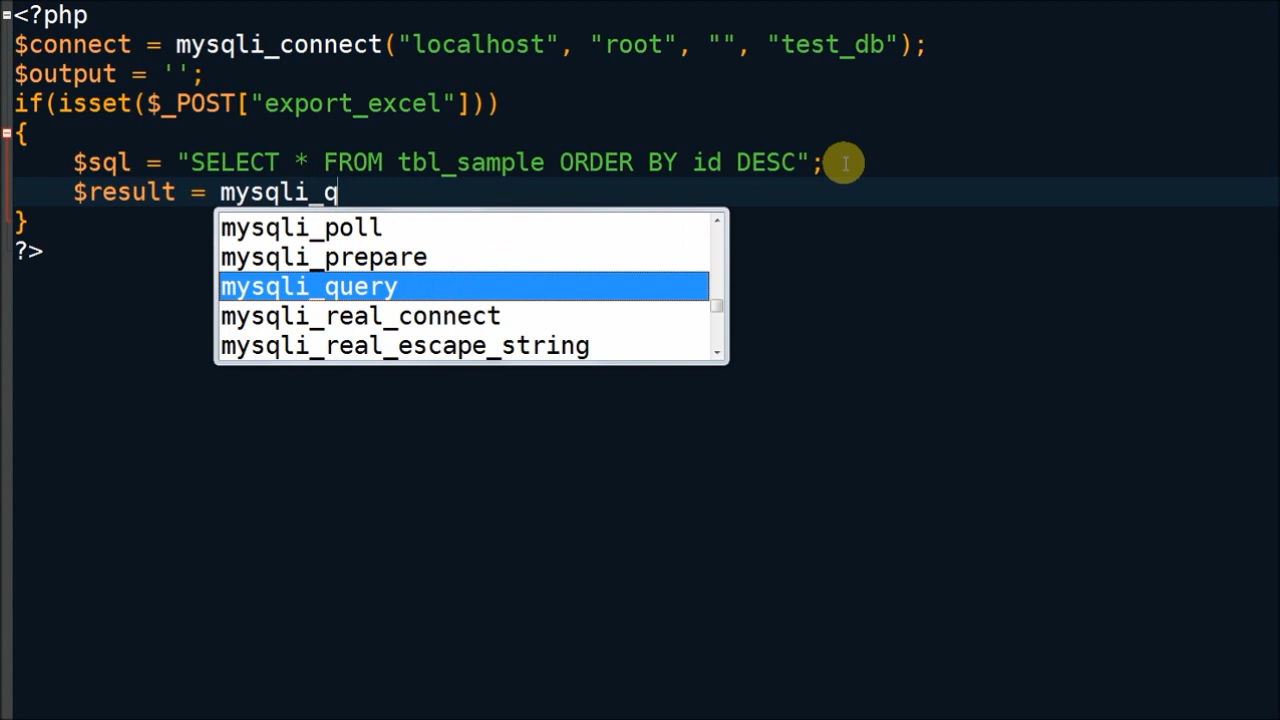 <?php
$connect = mysqli_connect("localhost", "root", "", "test_db");
$output = '';
if(isset($_POST["export_excel"]))
{
    $sql = "SELECT * FROM tbl_sample ORDER BY id DESC";
    $result = mysqli_q
mysqli_poll
mysqli_prepare
mysqli_query
mysqli_real_connect
mysqli_real_escape_string
}
?>